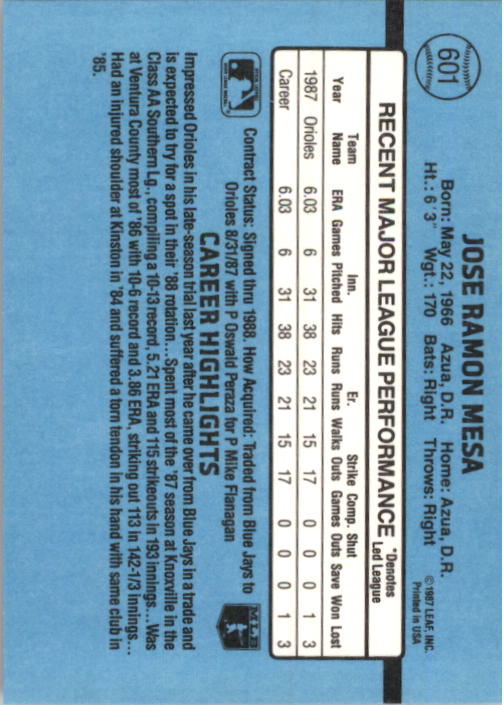 601
JOSE RAMON MESA
Born: May 22, 1966 Azua, D.R. Home: Azua, D.R.
Ht.: 6'3" Wgt.: 170 Bats: Right Throws: Right
©1987 LEAF, INC.
Printed in USA
RECENT MAJOR LEAGUE PERFORMANCE *Denotes Led League
Inn. Er. Strike Comp. Shut
Year Team Name ERA Games Pitched Hits Runs Runs Walks Outs Games Outs Save Won Lost
1987 Orioles 6.03 6 31 38 23 21 15 17 0 0 0 1 3
Career 6.03 6 31 38 23 21 15 17 0 0 0 1 3
Contract Status: Signed thru 1988. How Acquired: Traded from Blue Jays to
Orioles 8/31/87 with P Oswald Peraza for P Mike Flanagan
MLB
CAREER HIGHLIGHTS
Impressed Orioles in his late-season trial last year after he came over from Blue Jays in a trade and
is expected to try for a spot in their '88 rotation... Spent most of the '87 season at Knoxville in the
Class AA Southern Lg., compiling a 10-13 record, 5.21 ERA and 115 strikeouts in 193 innings... Was
at Ventura County most of '86 with 10-6 record and 3.86 ERA, striking out 113 in 142-1/3 innings...
Had an injured shoulder at Kinston in '84 and suffered a torn tendon in his hand with same club in
'85.